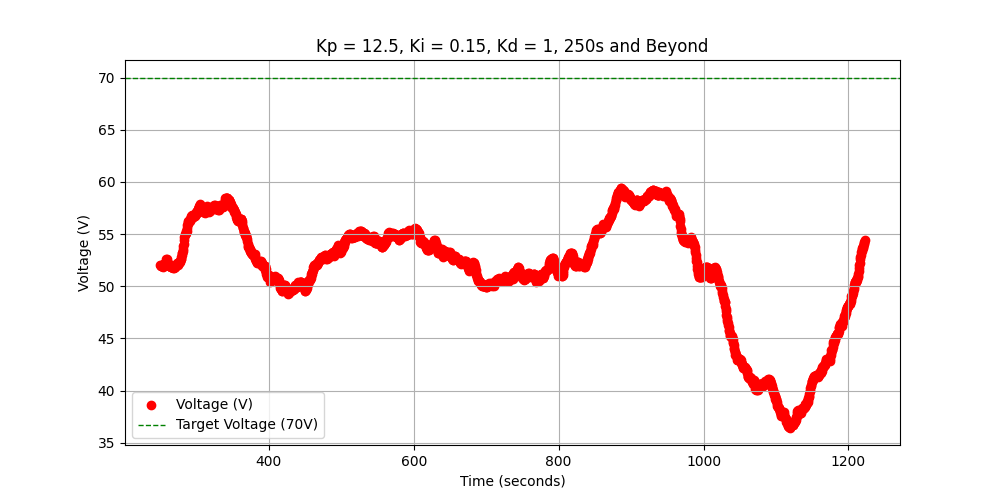 Kp = 12.5, Ki = 0.15, Kd = 1, 250s and Beyond
70
65
60
55
50
45
40
35
Voltage (V)
Voltage (V)
Target Voltage (70V)
400
600
800
1000
1200
Time (seconds)